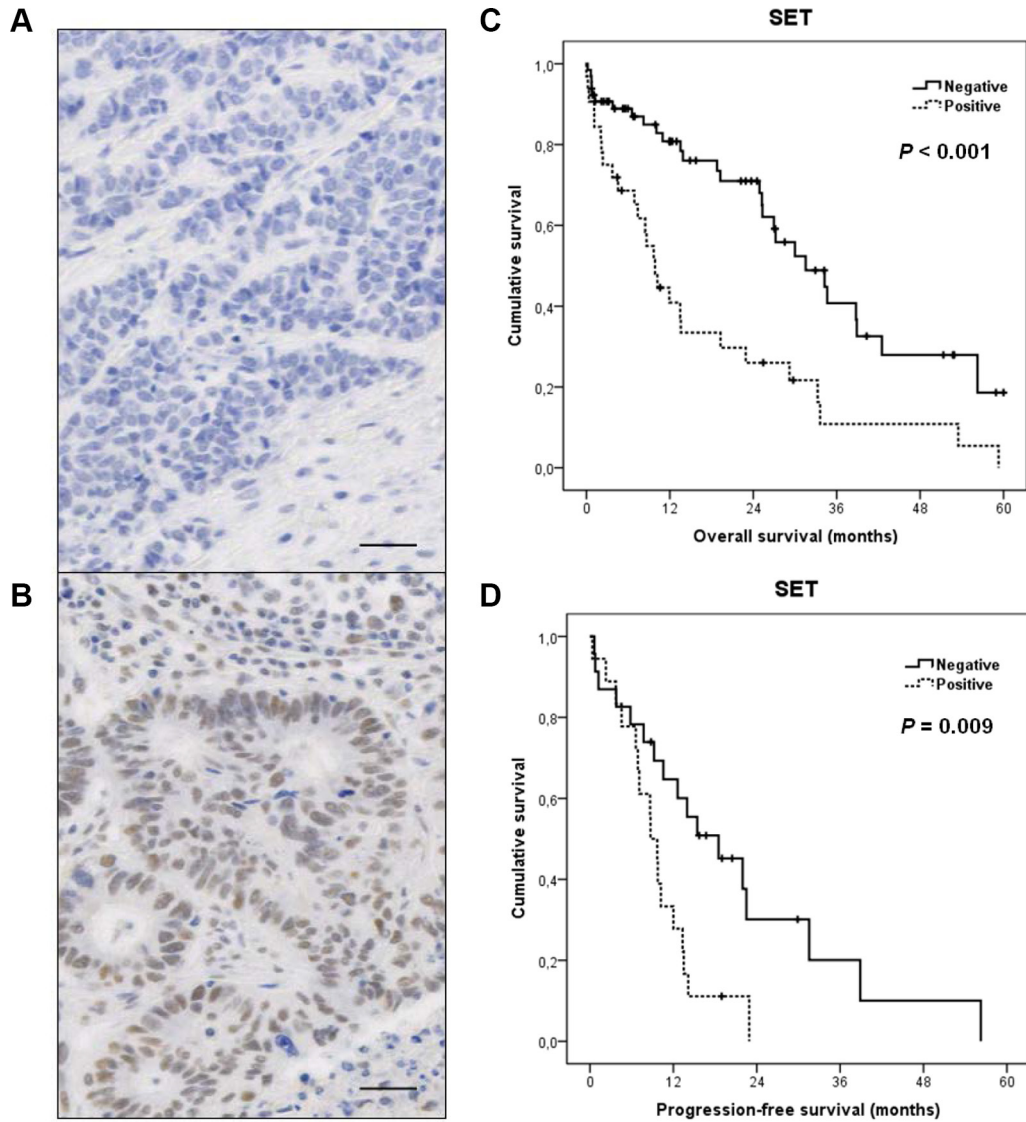 A
B
C
SET
1,0
0,8
0,6
0,4
0,2
0,0
Cumulative survival
Negative
Positive
P < 0.001
0 12 24 36 48 60
Overall survival (months)
D
SET
1,0
0,8
0,6
0,4
0,2
0,0
Cumulative survival
Negative
Positive
P = 0.009
0 12 24 36 48 60
Progression-free survival (months)